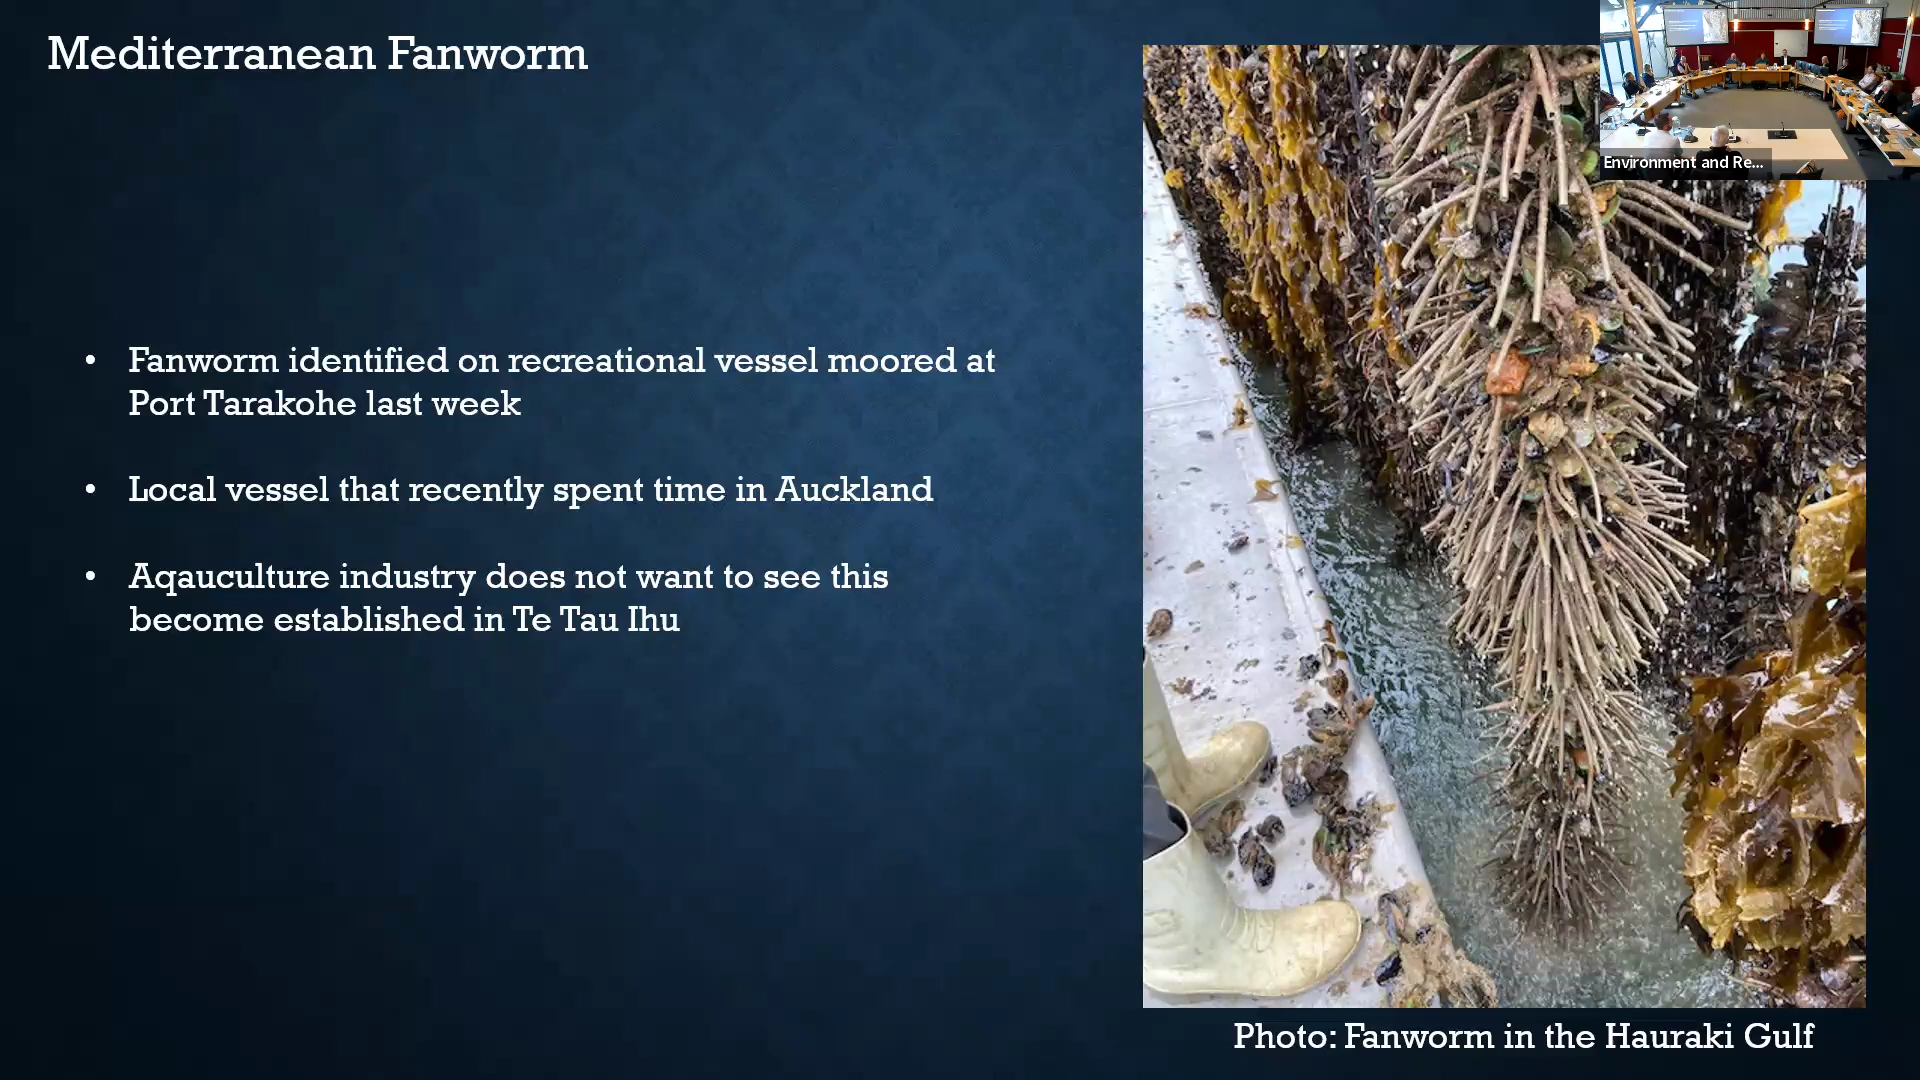 Mediterranean Fanworm
Environment and Re...
• Fanworm identified on recreational vessel moored at
Port Tarakohe last week
• Local vessel that recently spent time in Auckland
• Aqauculture industry does not want to see this
become established in Te Tau Ihu
Photo: Fanworm in the Hauraki Gulf